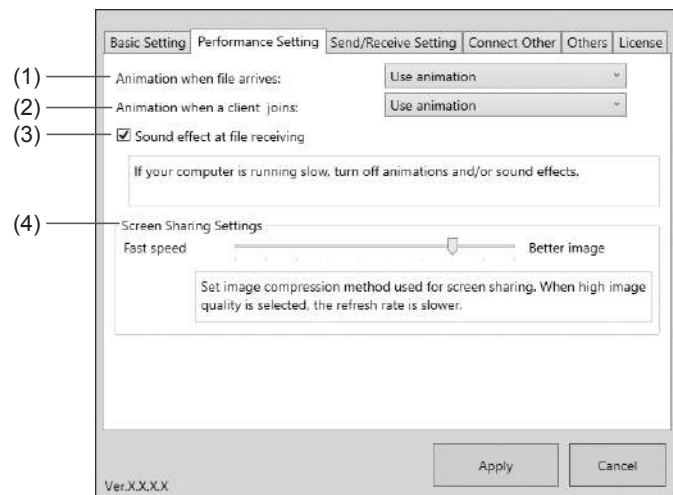 Basic Setting Performance Setting Send/Receive Setting Connect Other Others License
(1) Animation when file arrives: Use animation
(2) Animation when a client joins: Use animation
(3) Sound effect at file receiving
If your computer is running slow, turn off animations and/or sound effects.
(4) Screen Sharing Settings
Fast speed Better image
Set image compression method used for screen sharing. When high image
quality is selected, the refresh rate is slower.
Apply Cancel
Ver.X.X.X.X